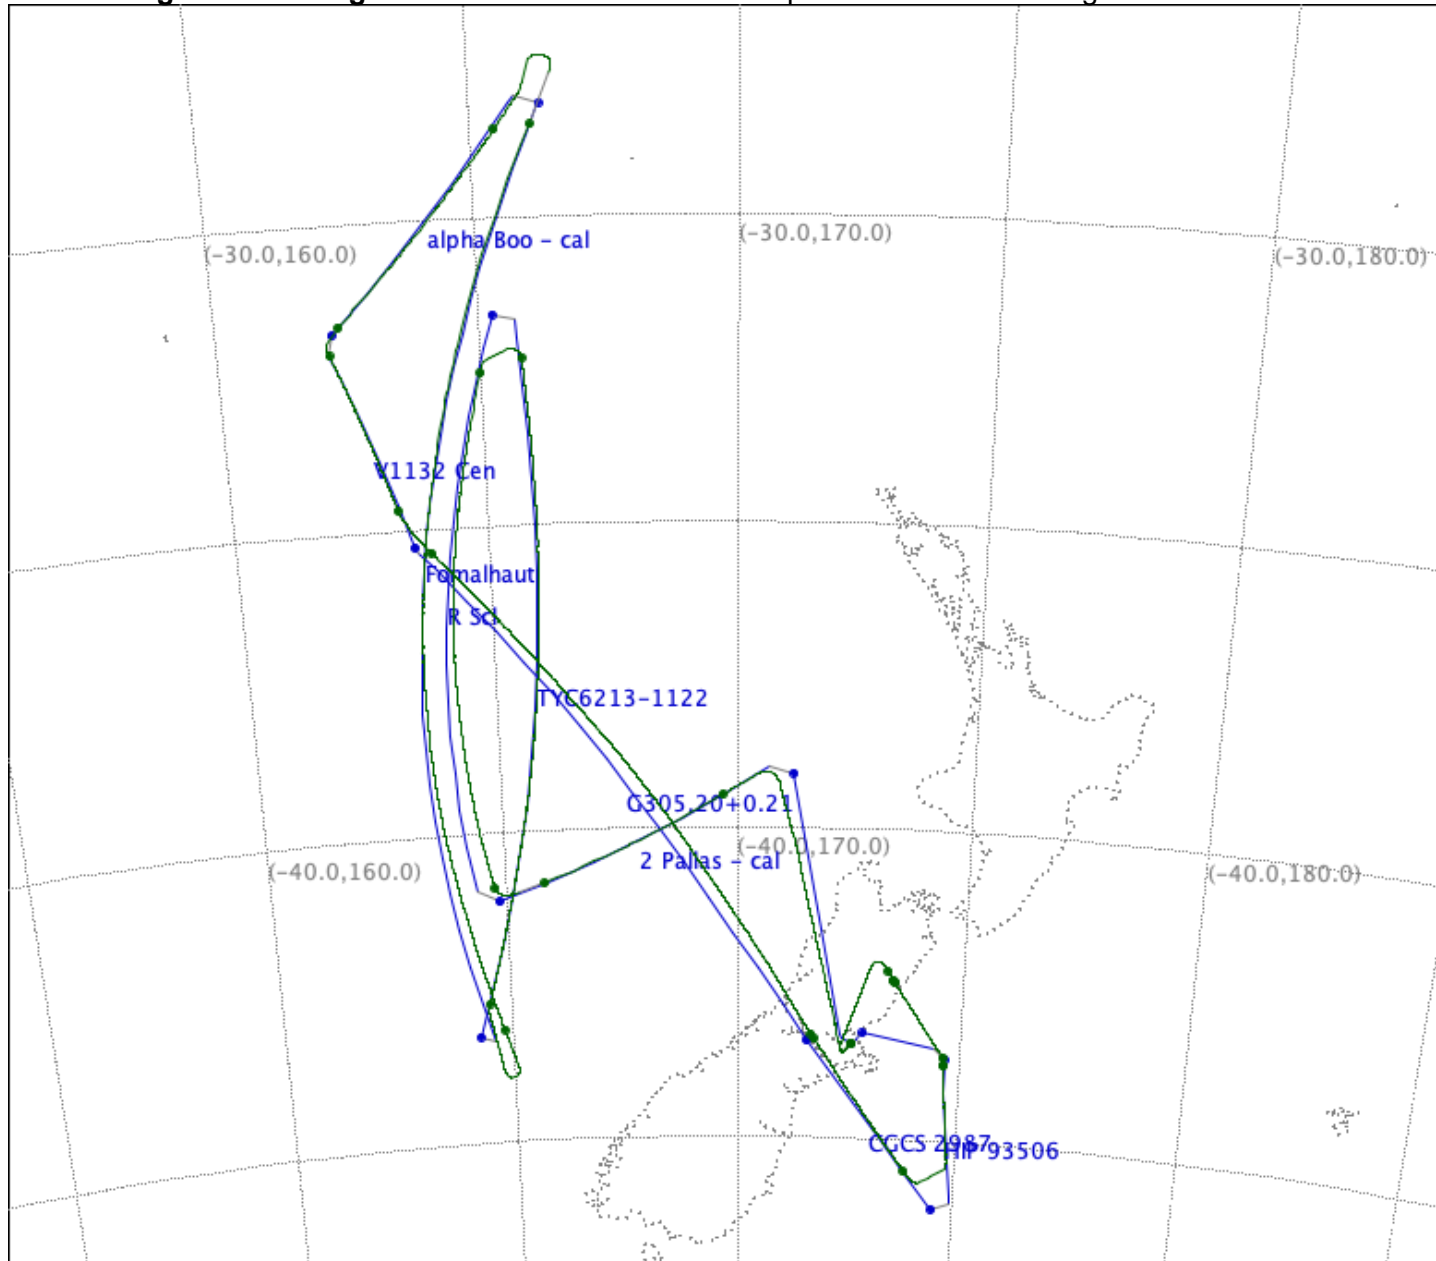 (-30.0,170.0)
alpha Boo - cal
(-30.0,160.0)
(-30.0,180.0)
V1132 Cen
Fomalhaut
R Scl
TYC6213-1122
G305.20+0.21
(-40.0,170.0)
2 Pallas - cal
(-40.0,160.0)
(-40.0,180.0)
CGCS 2987
HIP 93506